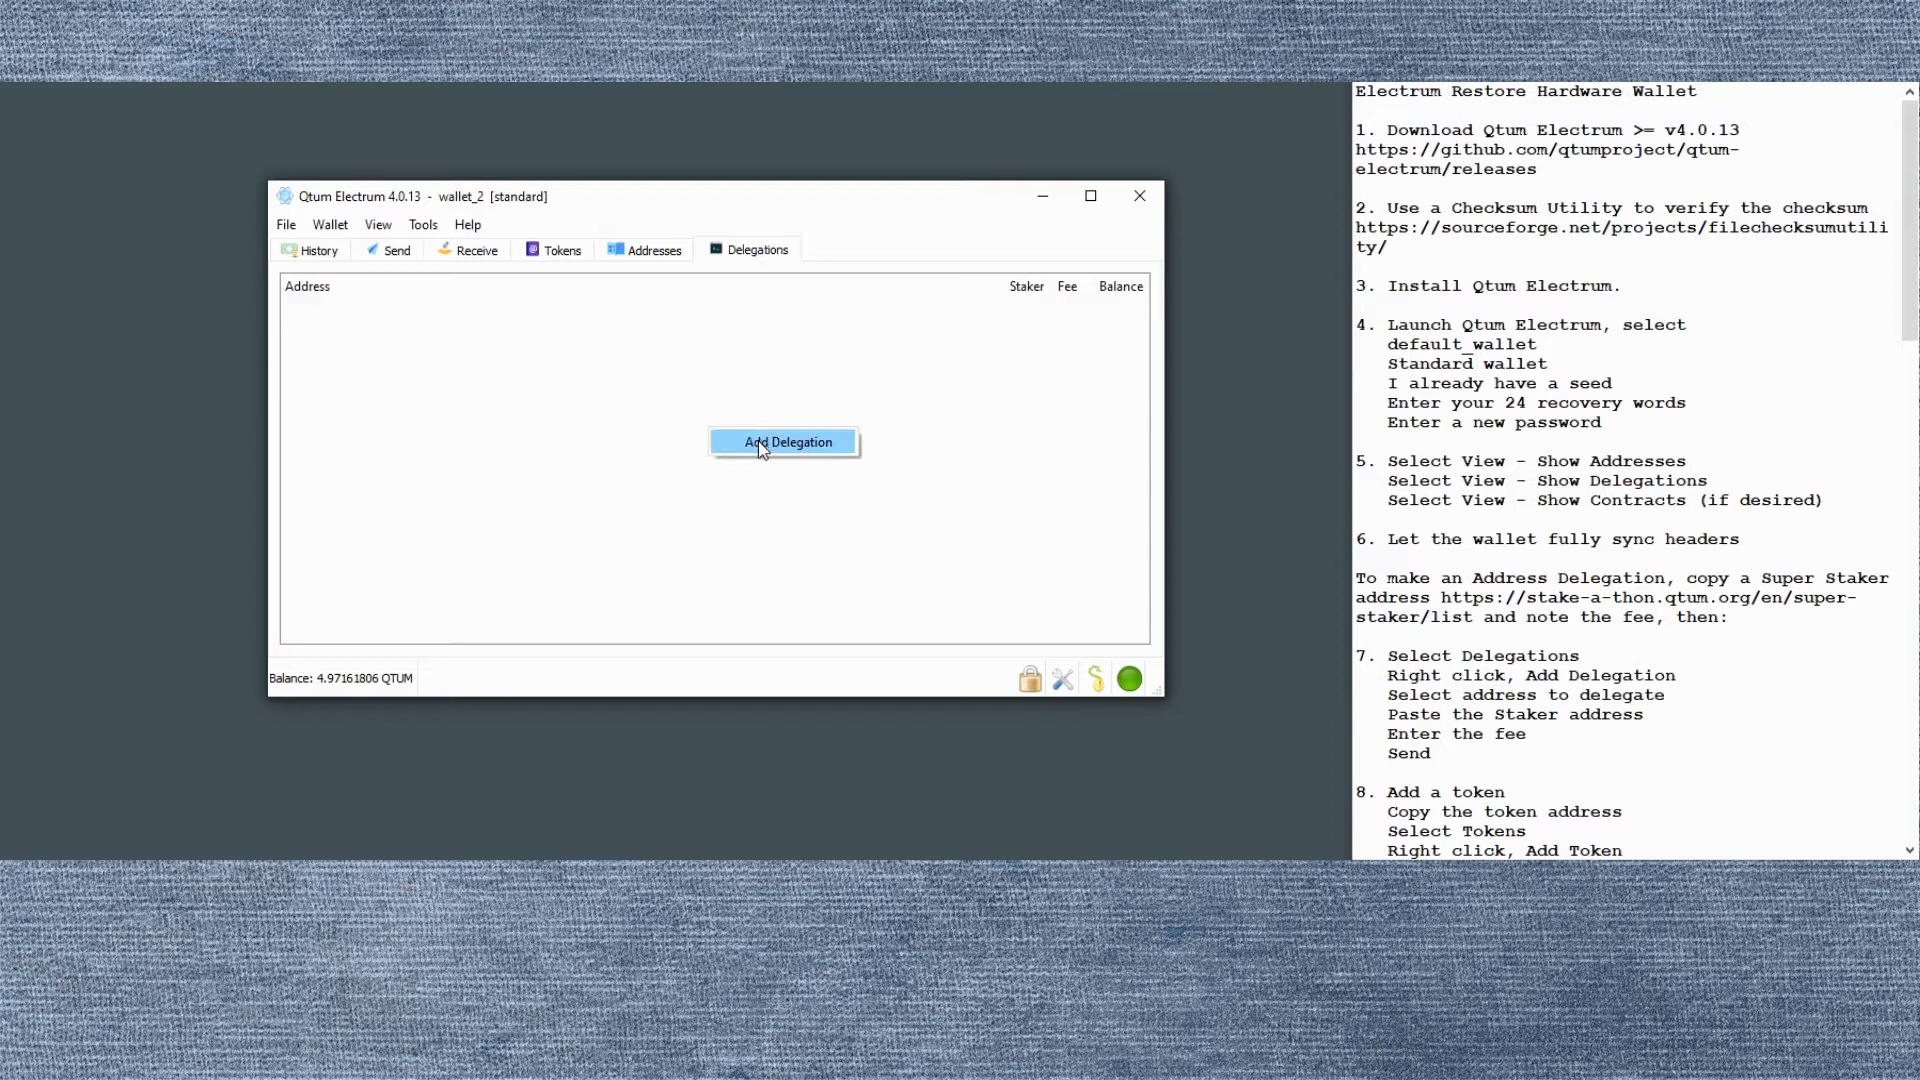 Qtum Electrum 4.0.13 - wallet_2 [standard]
File Wallet View Tools Help
History Send Receive Tokens Addresses Delegations
Address Staker Fee Balance
Add Delegation
Balance: 4.97161806 QTUM
Electrum Restore Hardware Wallet
1. Download Qtum Electrum >= v4.0.13
https://github.com/qtumproject/qtum-
electrum/releases
2. Use a Checksum Utility to verify the checksum
https://sourceforge.net/projects/filechecksumutili
ty/
3. Install Qtum Electrum.
4. Launch Qtum Electrum, select
default_wallet
Standard wallet
I already have a seed
Enter your 24 recovery words
Enter a new password
5. Select View - Show Addresses
Select View - Show Delegations
Select View - Show Contracts (if desired)
6. Let the wallet fully sync headers
To make an Address Delegation, copy a Super Staker
address https://stake-a-thon.qtum.org/en/super-
staker/list and note the fee, then:
7. Select Delegations
Right click, Add Delegation
Select address to delegate
Paste the Staker address
Enter the fee
Send
8. Add a token
Copy the token address
Select Tokens
Right click, Add Token